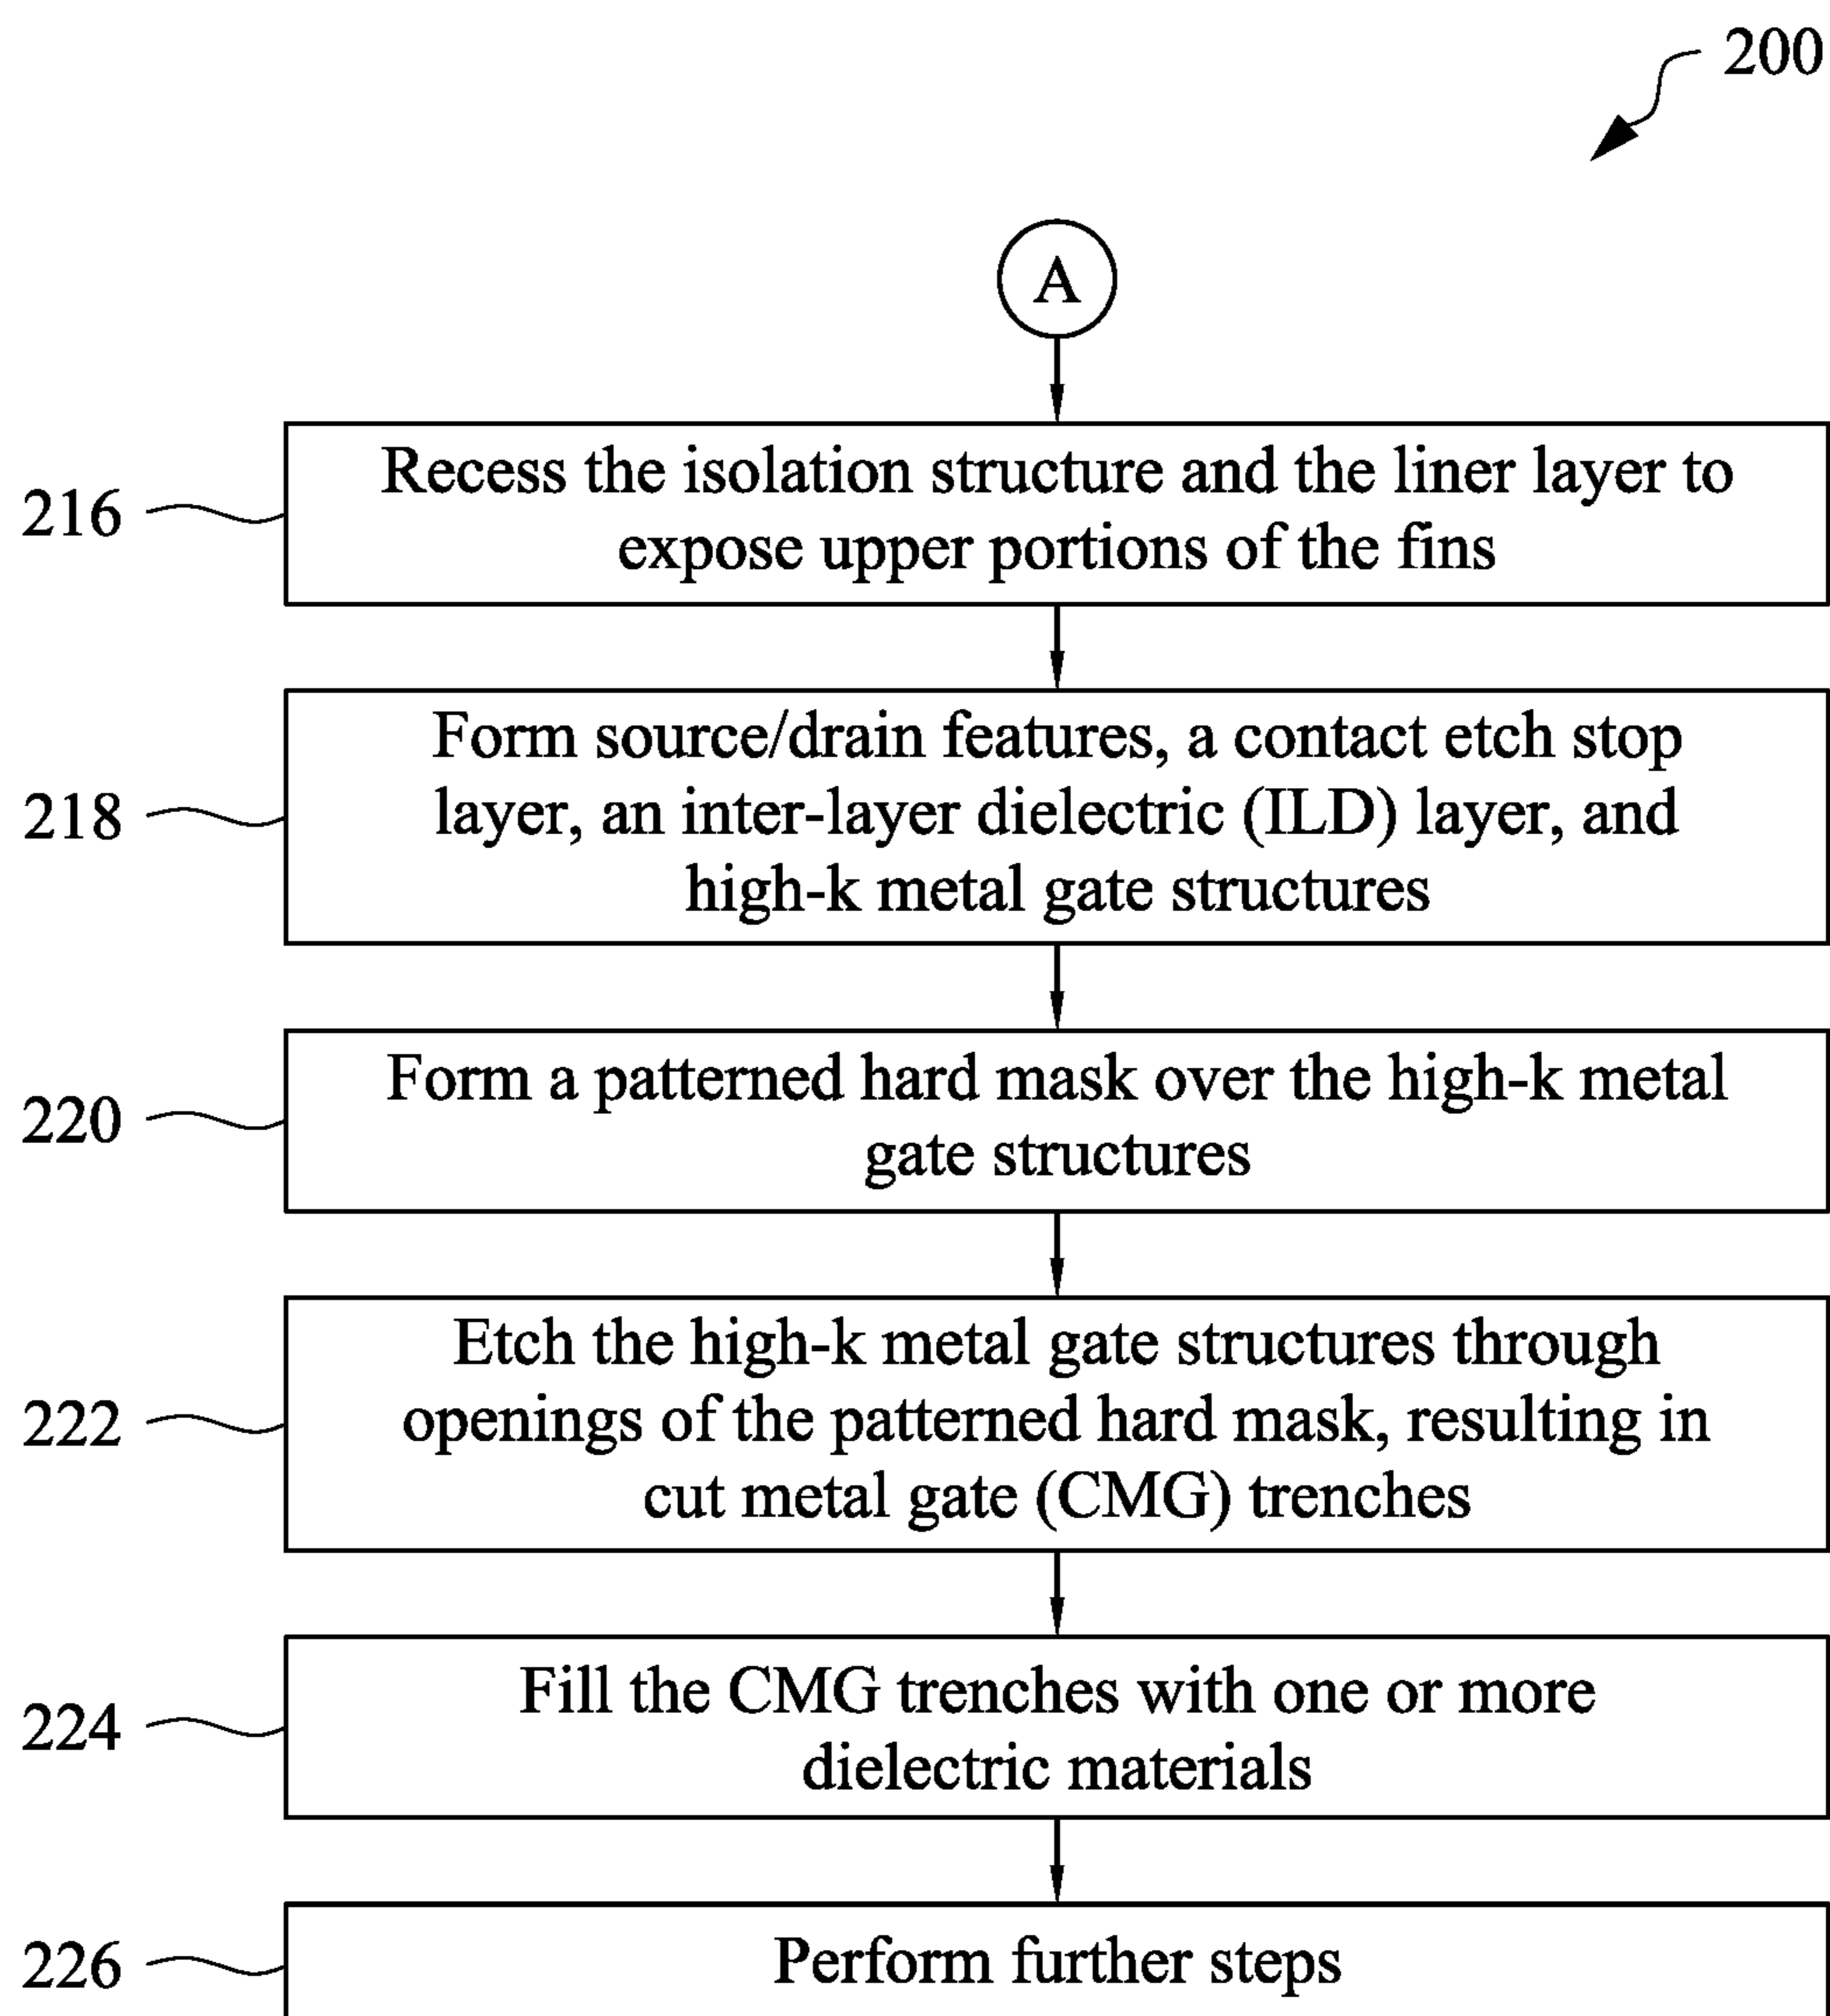 200
A
216
Recess the isolation structure and the liner layer to
expose upper portions of the fins
218
Form source/drain features, a contact etch stop
layer, an inter-layer dielectric (ILD) layer, and
high-k metal gate structures
220
Form a patterned hard mask over the high-k metal
gate structures
222
Etch the high-k metal gate structures through
openings of the patterned hard mask, resulting in
cut metal gate (CMG) trenches
224
Fill the CMG trenches with one or more
dielectric materials
226
Perform further steps